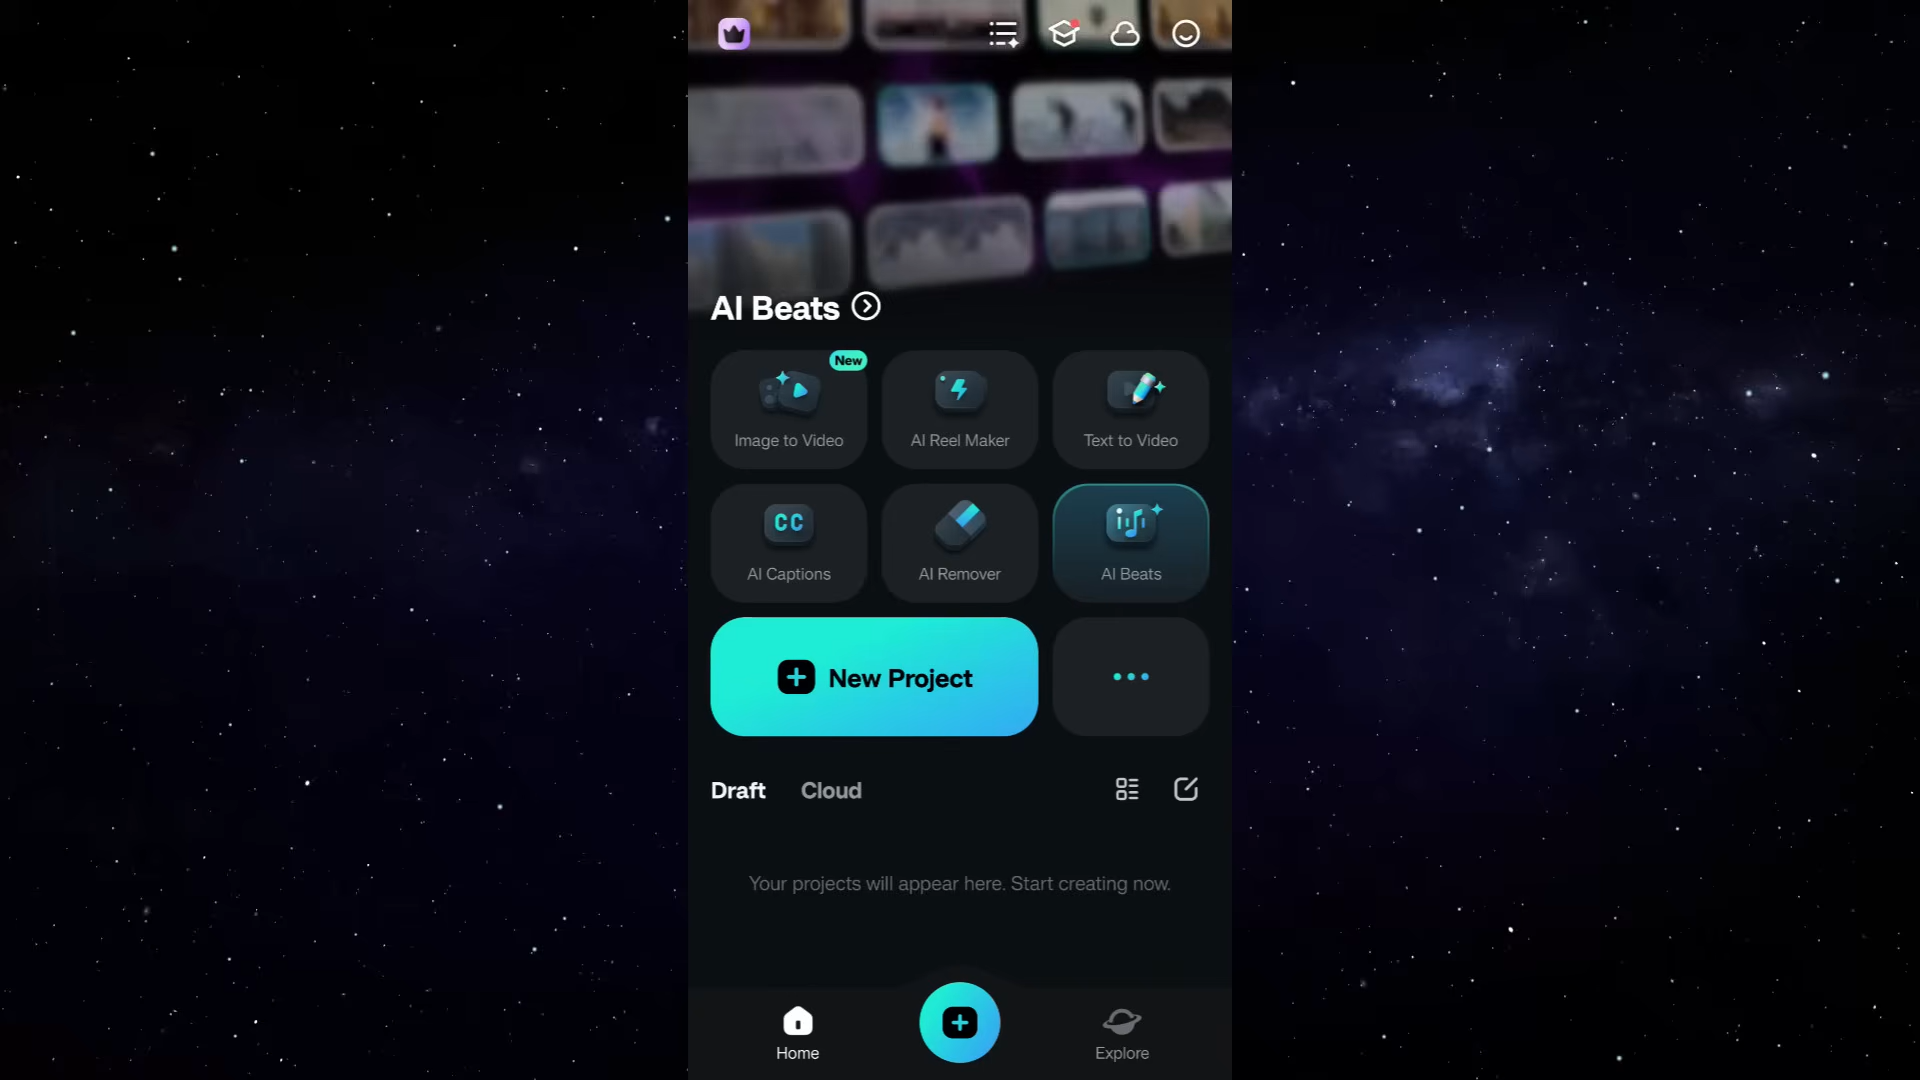 AI Beats
New
Image to Video
AI Reel Maker
Text to Video
CC
AI Captions
AI Remover
AI Beats
New Project
Draft
Cloud
Your projects will appear here. Start creating now.
Home
Explore